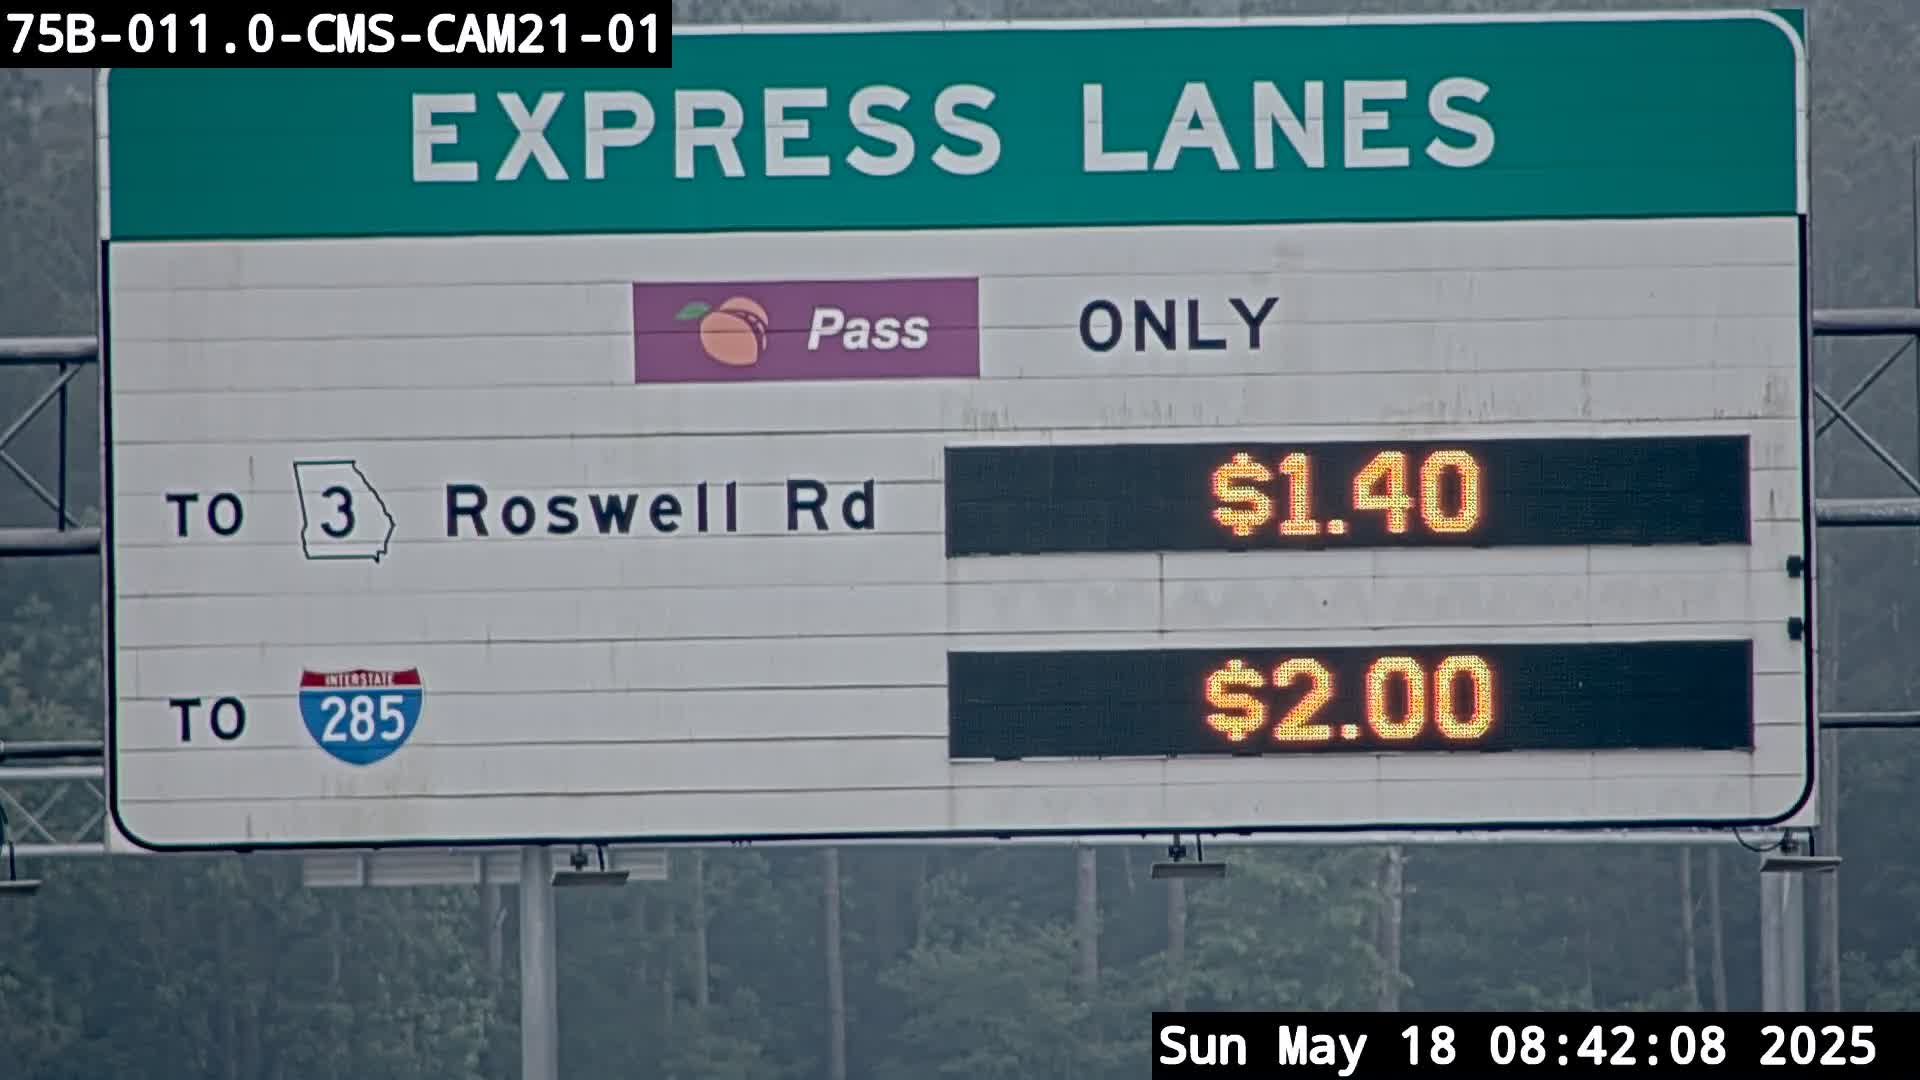 75B-011.0-CMS-CAM21-01
EXPRESS LANES
Pass ONLY
TO 3 Roswell Rd $1.40
TO INTERSTATE 285 $2.00
Sun May 18 08:42:08 2025